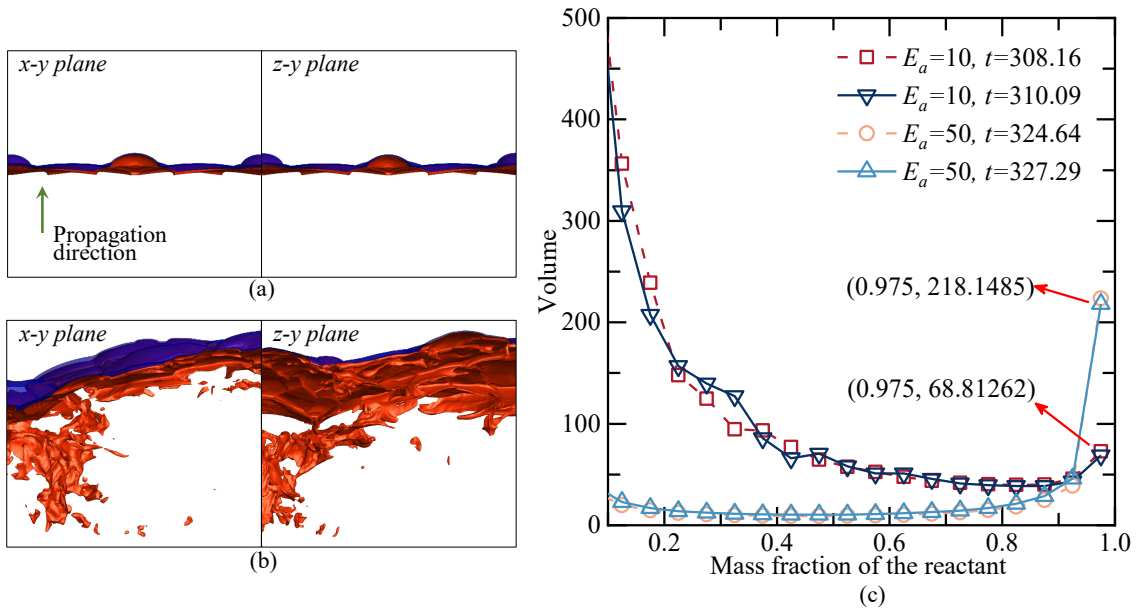 x-y plane
z-y plane
Propagation
direction
(a)
x-y plane
z-y plane
(b)
500
400
300
200
100
0
Volume
E_a=10, t=308.16
E_a=10, t=310.09
E_a=50, t=324.64
E_a=50, t=327.29
(0.975, 218.1485)
(0.975, 68.81262)
0.2 0.4 0.6 0.8 1.0
Mass fraction of the reactant
(c)